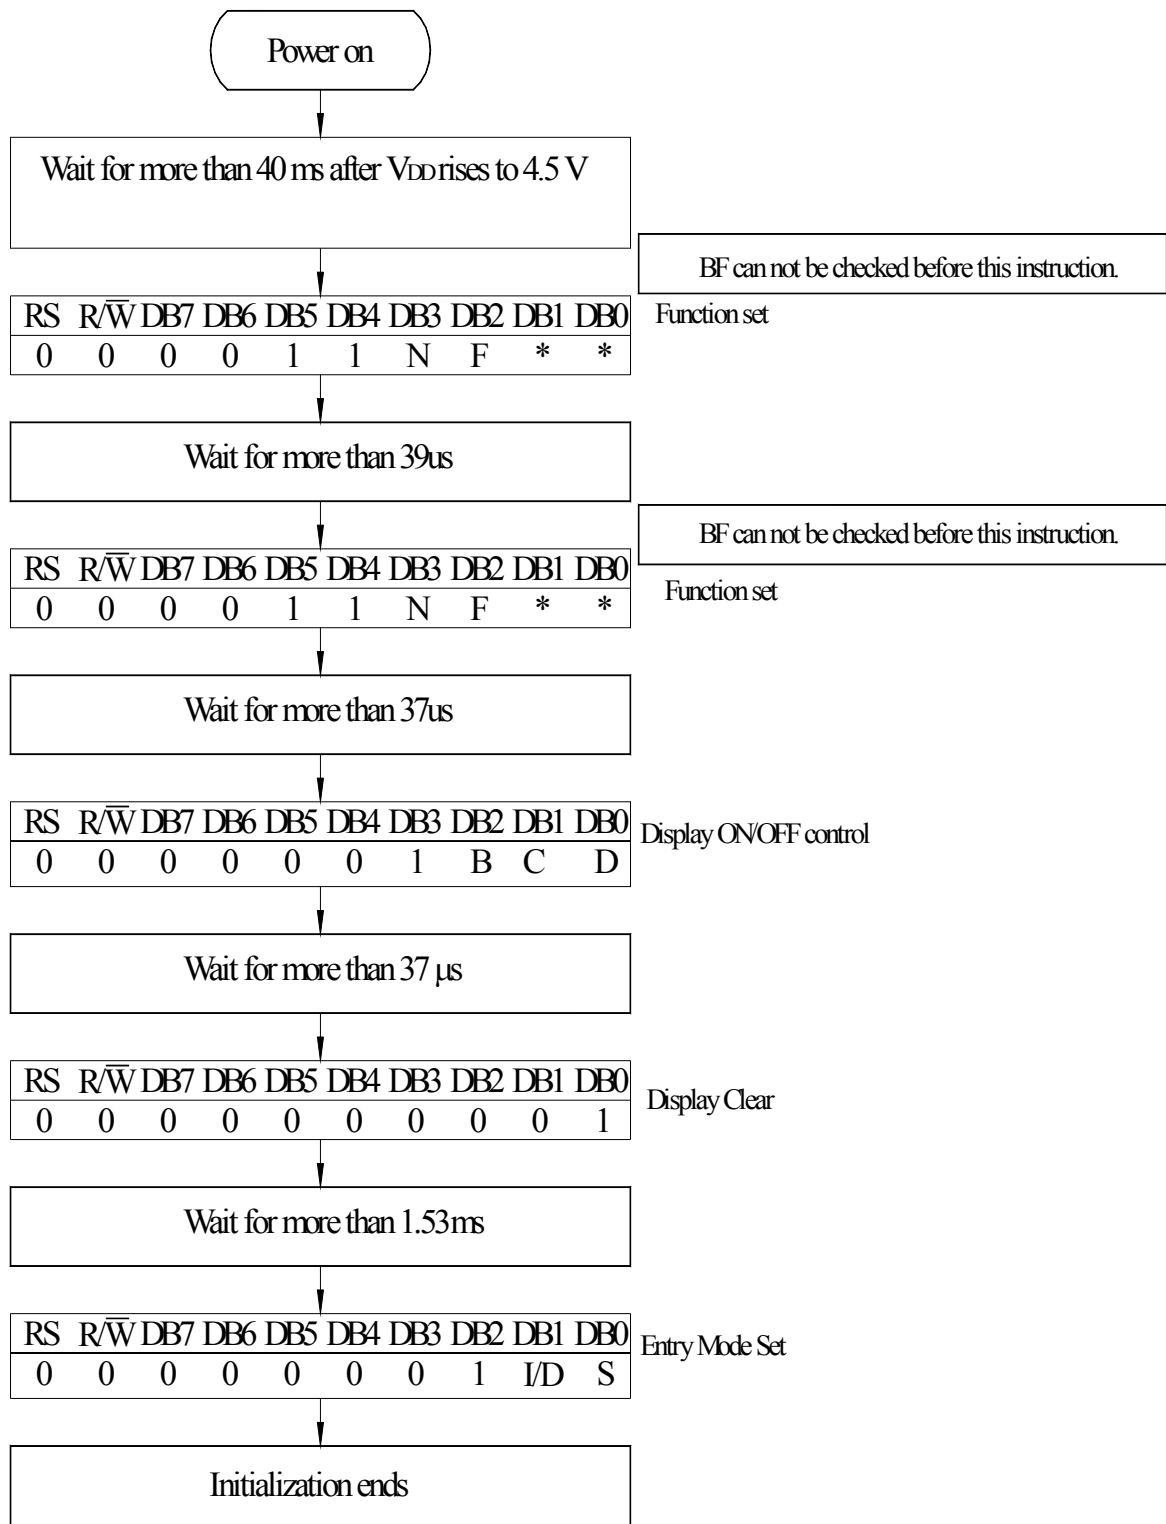 Power on
Wait for more than 40 ms after VDD rises to 4.5 V
BF can not be checked before this instruction.
RS R/W̅ DB7 DB6 DB5 DB4 DB3 DB2 DB1 DB0
Function set
0 0 0 0 1 1 N F * *
Wait for more than 39us
BF can not be checked before this instruction.
RS R/W̅ DB7 DB6 DB5 DB4 DB3 DB2 DB1 DB0
Function set
0 0 0 0 1 1 N F * *
Wait for more than 37us
RS R/W̅ DB7 DB6 DB5 DB4 DB3 DB2 DB1 DB0
Display ON/OFF control
0 0 0 0 0 0 1 B C D
Wait for more than 37 μs
RS R/W̅ DB7 DB6 DB5 DB4 DB3 DB2 DB1 DB0
Display Clear
0 0 0 0 0 0 0 0 0 1
Wait for more than 1.53ms
RS R/W̅ DB7 DB6 DB5 DB4 DB3 DB2 DB1 DB0
Entry Mode Set
0 0 0 0 0 0 0 1 I/D S
Initialization ends